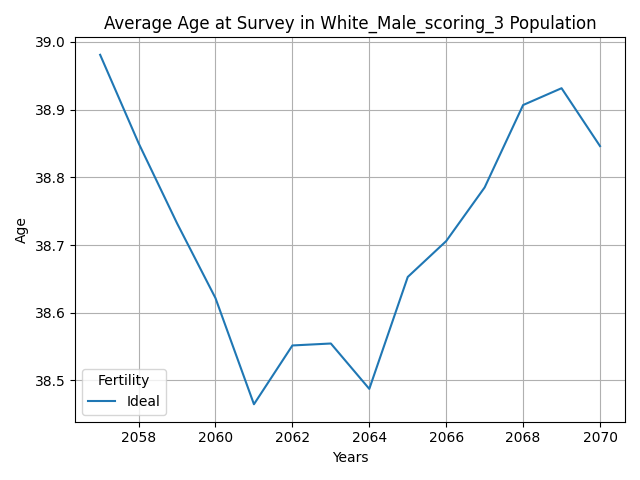 Average Age at Survey in White_Male_scoring_3 Population
Age
39.0
38.9
38.8
38.7
38.6
38.5
Fertility
Ideal
2058 2060 2062 2064 2066 2068 2070
Years